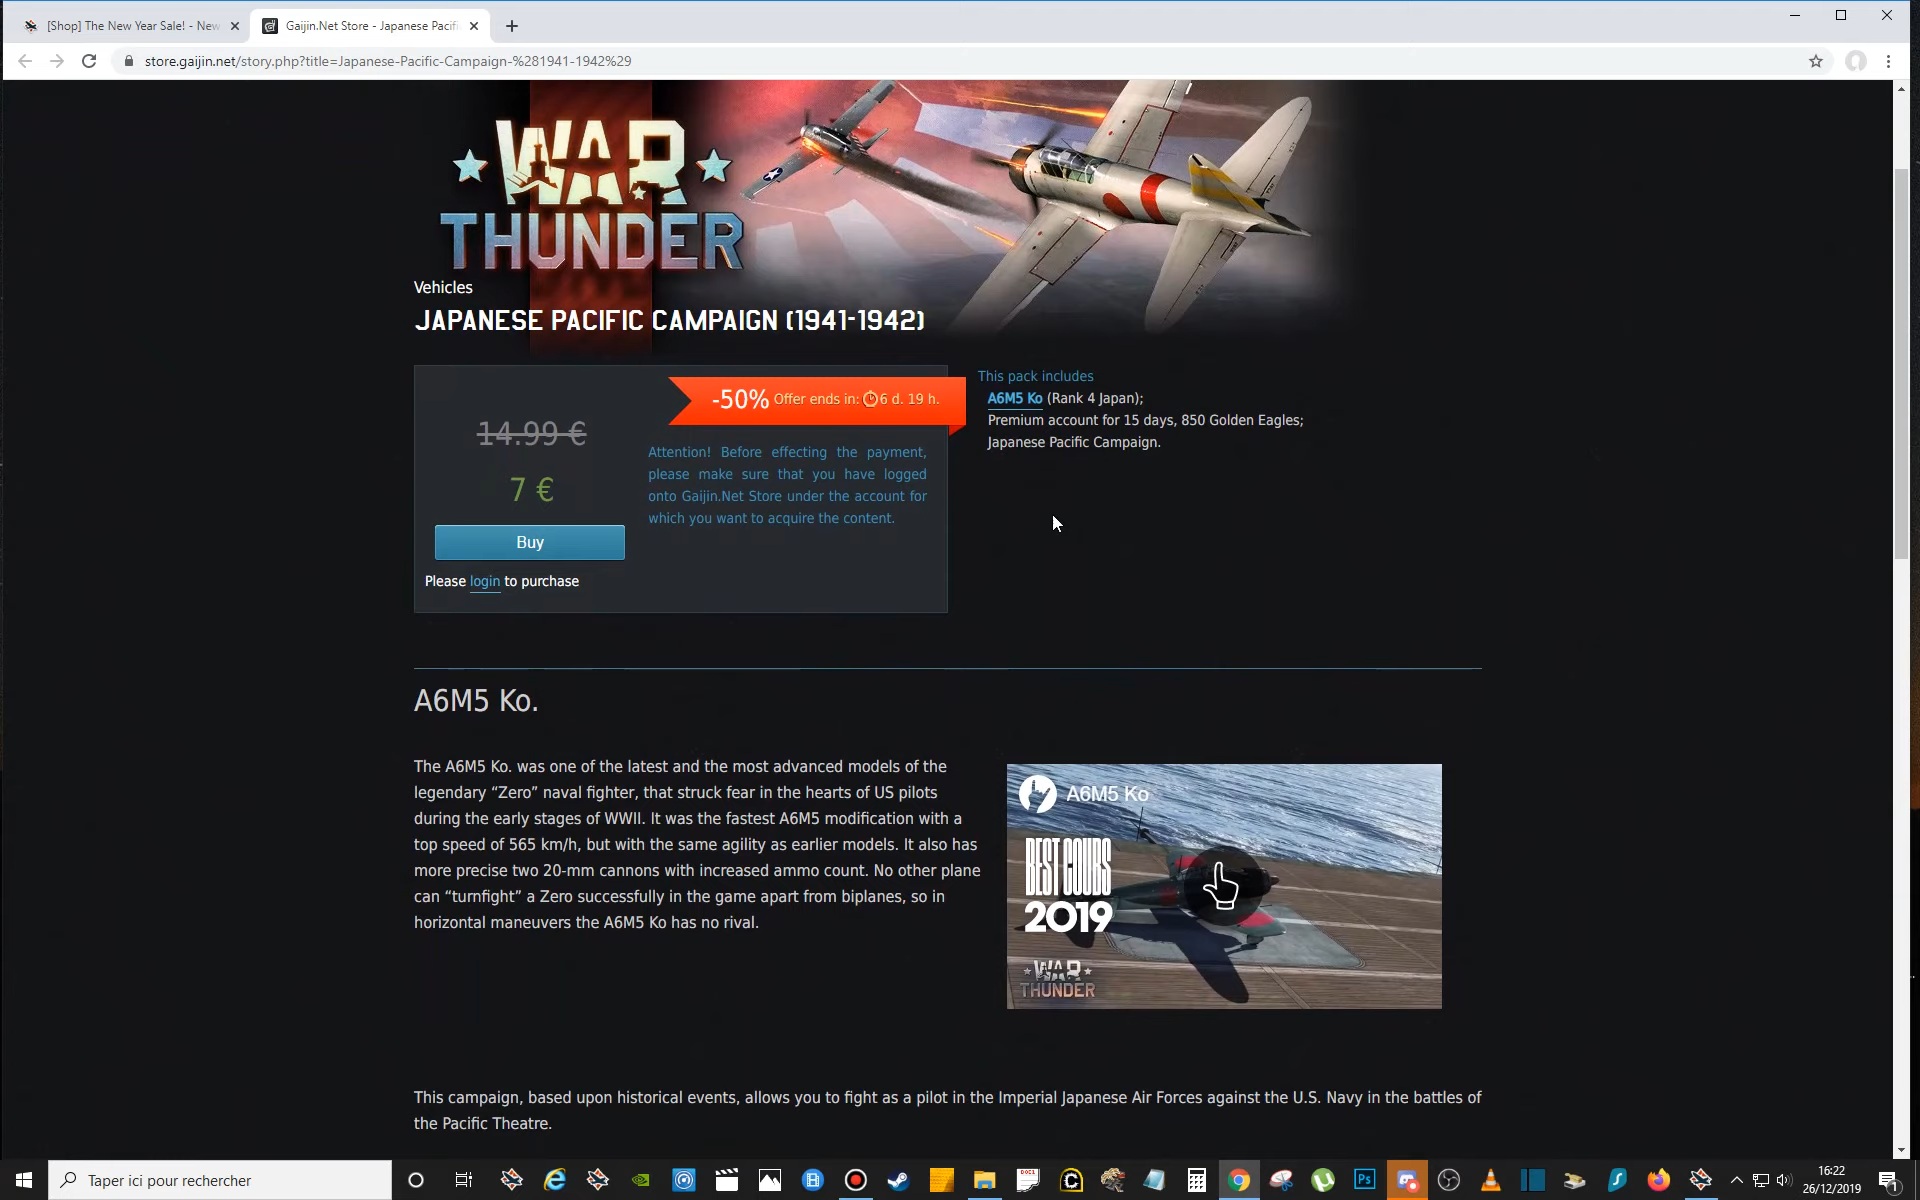 [Shop] The New Year Sale! - New
Gaijin.Net Store - Japanese Pacifi
store.gaijin.net/story.php?title=Japanese-Pacific-Campaign-%281941-1942%29
WAR
THUNDER
Vehicles
JAPANESE PACIFIC CAMPAIGN (1941-1942)
-50% Offer ends in: 6 d. 19 h.
14.99 €
7 €
Buy
Please login to purchase
Attention! Before effecting the payment,
please make sure that you have logged
onto Gaijin.Net Store under the account for
which you want to acquire the content.
This pack includes
A6M5 Ko (Rank 4 Japan);
Premium account for 15 days, 850 Golden Eagles;
Japanese Pacific Campaign.
A6M5 Ko.
The A6M5 Ko. was one of the latest and the most advanced models of the
legendary “Zero” naval fighter, that struck fear in the hearts of US pilots
during the early stages of WWII. It was the fastest A6M5 modification with a
top speed of 565 km/h, but with the same agility as earlier models. It also has
more precise two 20-mm cannons with increased ammo count. No other plane
can “turnfight” a Zero successfully in the game apart from biplanes, so in
horizontal maneuvers the A6M5 Ko has no rival.
A6M5 Ko
BEST COUBS
2019
WAR
THUNDER
This campaign, based upon historical events, allows you to fight as a pilot in the Imperial Japanese Air Forces against the U.S. Navy in the battles of
the Pacific Theatre.
Taper ici pour rechercher
Ps
16:22
26/12/2019
1